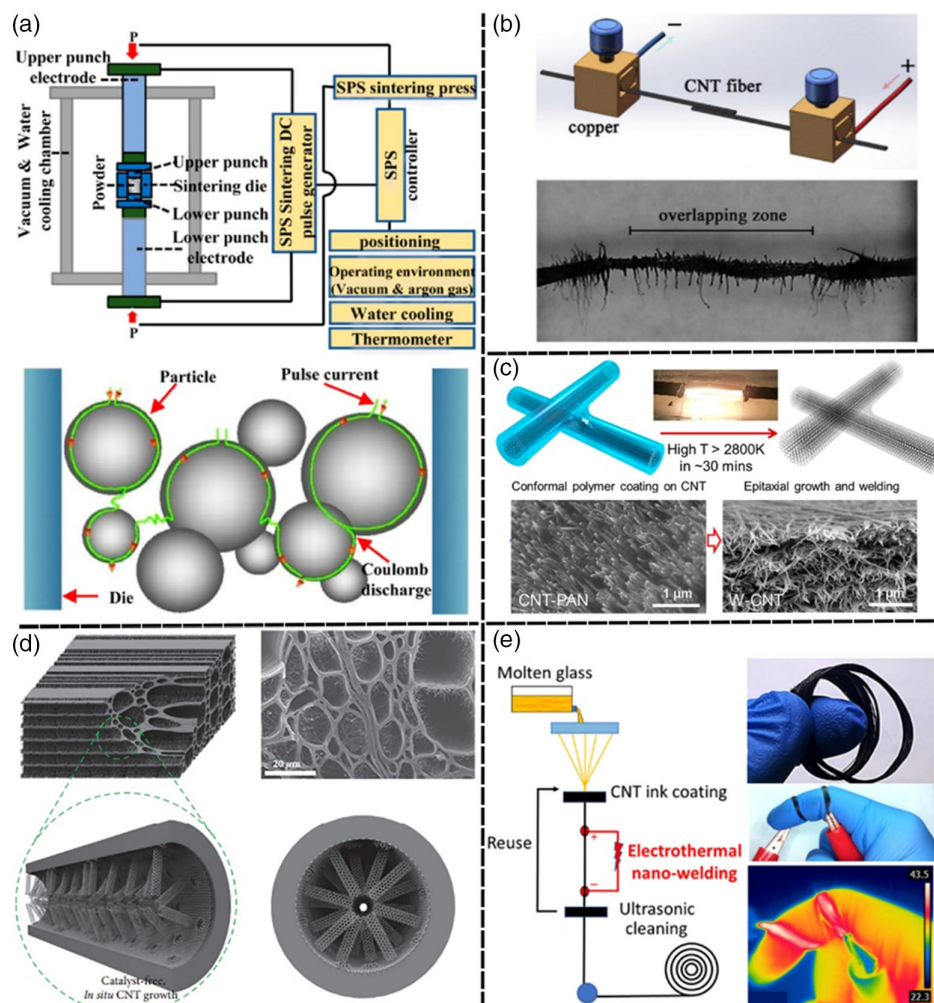 (a)
P
Upper punch
electrode
Vacuum & Water
cooling chamber
Powder
Upper punch
Sintering die
Lower punch
Lower punch
electrode
P
SPS Sintering DC
pulse generator
SPS sintering press
SPS
controller
positioning
Operating environment
(Vacuum & argon gas)
Water cooling
Thermometer
Particle
Pulse current
Coulomb
discharge
Die
(b)
−
+
CNT fiber
copper
overlapping zone
(c)
High T > 2800K
in ~30 mins
Conformal polymer coating on CNT
Epitaxial growth and welding
CNT-PAN
1 μm
W-CNT
1 μm
(d)
20 μm
Catalyst-free,
In situ CNT growth
(e)
Molten glass
CNT ink coating
Reuse
+
Electrothermal
nano-welding
−
Ultrasonic
cleaning
43.5
22.3